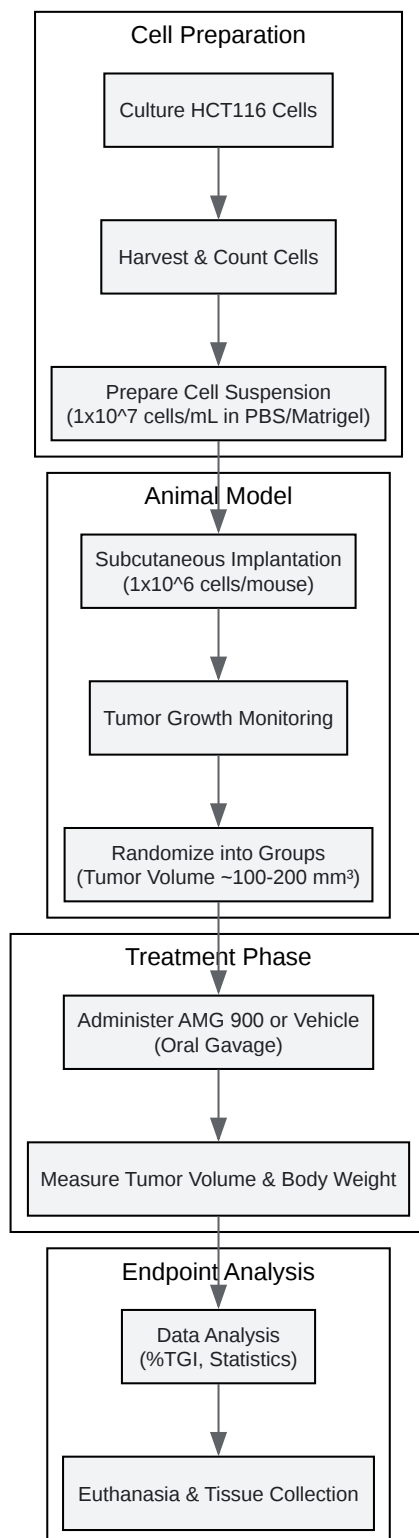 Cell Preparation
Culture HCT116 Cells
Harvest & Count Cells
Prepare Cell Suspension
(1x10^7 cells/mL in PBS/Matrigel)
Animal Model
Subcutaneous Implantation
(1x10^6 cells/mouse)
Tumor Growth Monitoring
Randomize into Groups
(Tumor Volume ~100-200 mm³)
Treatment Phase
Administer AMG 900 or Vehicle
(Oral Gavage)
Measure Tumor Volume & Body Weight
Endpoint Analysis
Data Analysis
(%TGI, Statistics)
Euthanasia & Tissue Collection